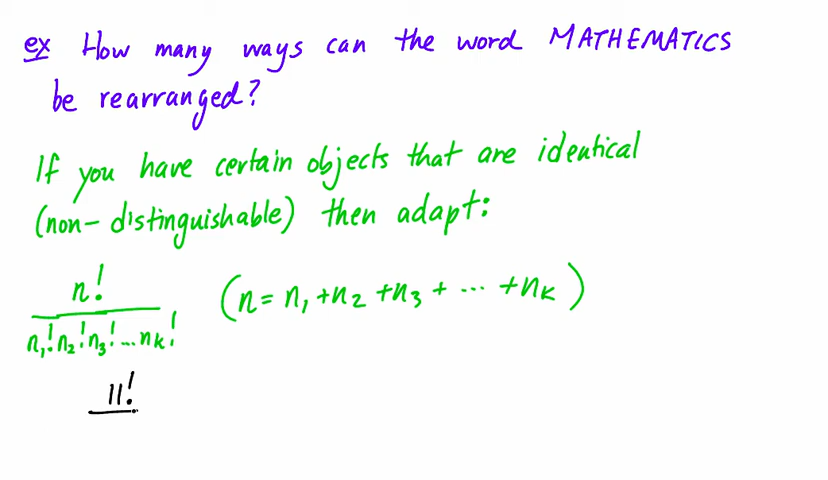 ex How many ways can the word MATHEMATICS
be rearranged?
If you have certain objects that are identical
(non-distinguishable) then adapt:
n! (n = n₁ + n₂ + n₃ + ... + nₖ)
n₁! n₂! n₃! ... nₖ!
11!